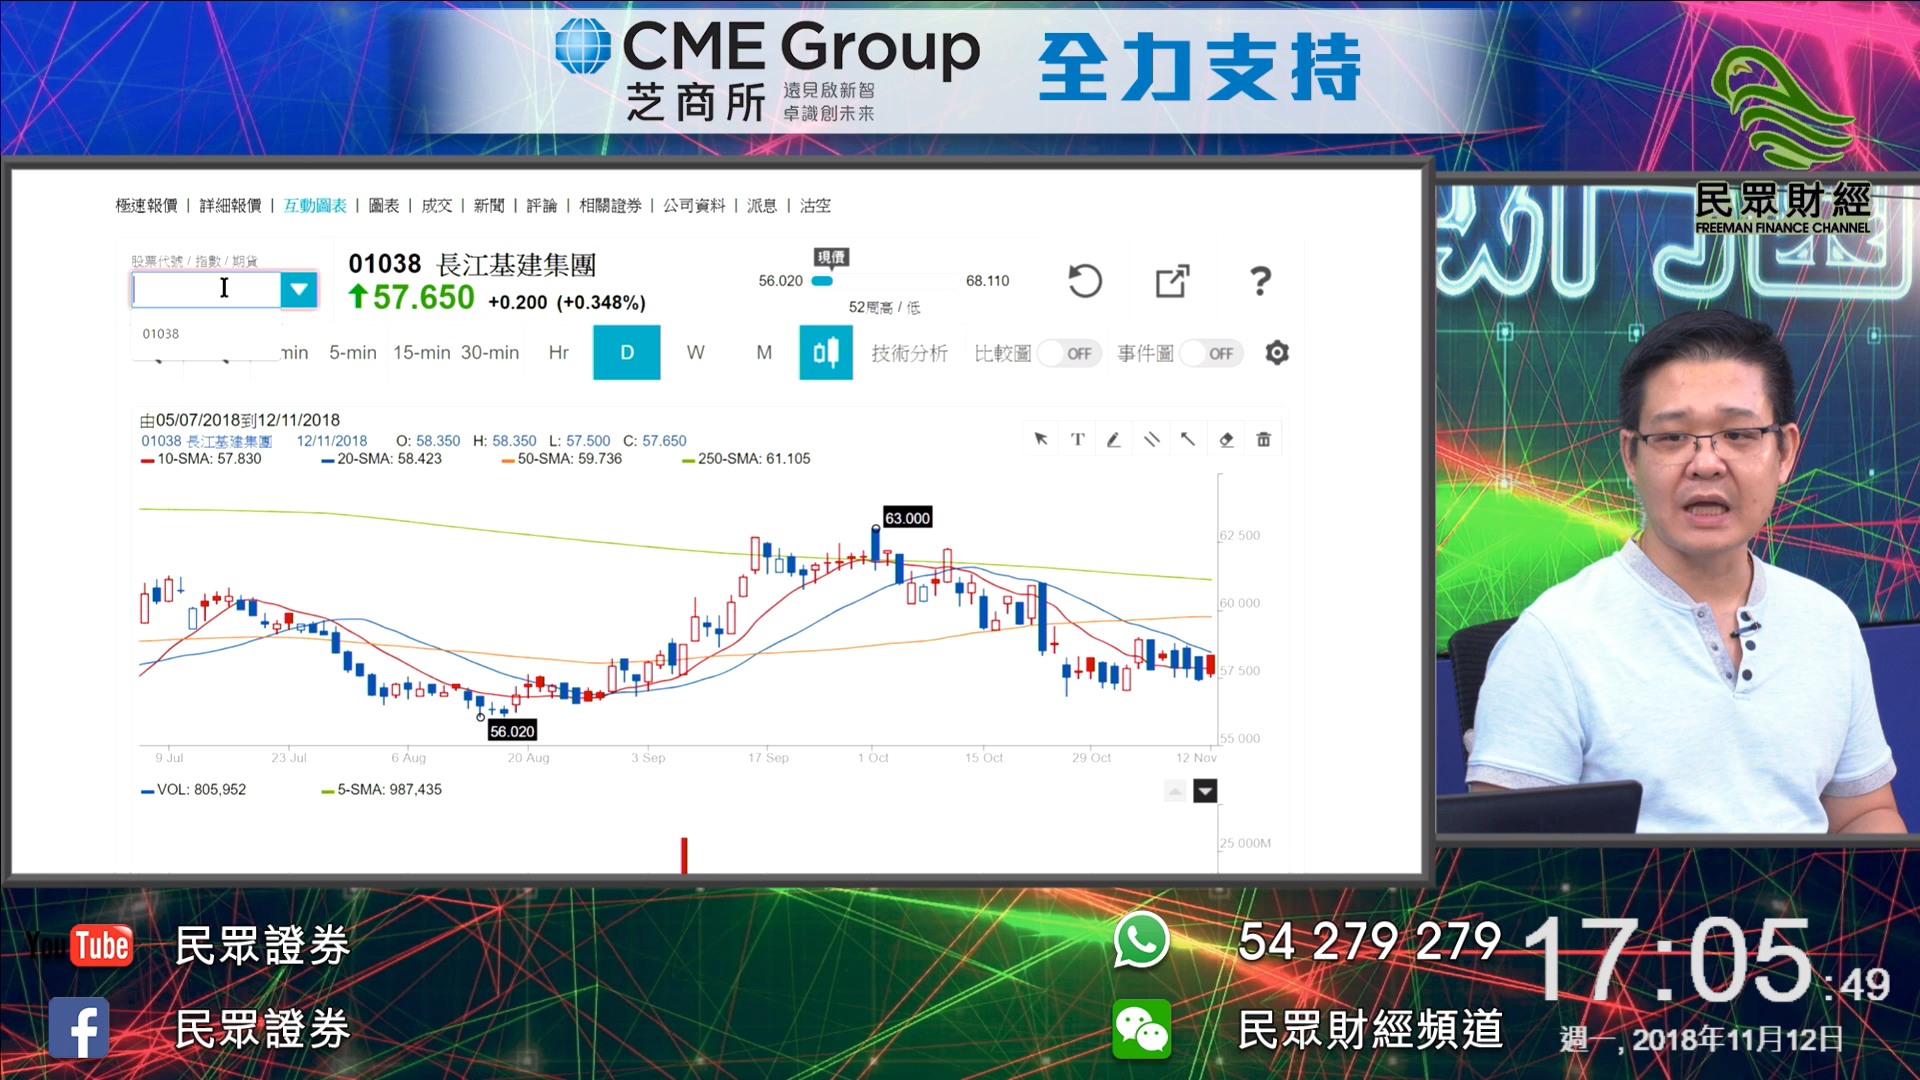 CME Group
芝商所
遠見啟新智
卓識創未來
全力支持
民眾財經
FREEMAN FINANCE CHANNEL
極速報價 | 詳細報價 | 互動圖表 | 圖表 | 成交 | 新聞 | 評論 | 相關證券 | 公司資料 | 派息 | 沽空
股票代號 / 指數 / 期貨
01038
01038 長江基建集團
57.650 +0.200 (+0.348%)
現價
56.020 68.110
52周高 / 低
min 5-min 15-min 30-min Hr D W M 技術分析 比較圖 OFF 事件圖 OFF
由05/07/2018到12/11/2018
01038 長江基建集團 12/11/2018 O: 58.350 H: 58.350 L: 57.500 C: 57.650
10-SMA: 57.830 20-SMA: 58.423 50-SMA: 59.736 250-SMA: 61.105
T
63.000
56.020
62 500
60 000
57 500
55 000
9 Jul 23 Jul 6 Aug 20 Aug 3 Sep 17 Sep 1 Oct 15 Oct 29 Oct 12 Nov
VOL: 805,952 5-SMA: 987,435
25 000M
YouTube 民眾證券
f 民眾證券
54 279 279
民眾財經頻道
17:05:49
週一, 2018年11月12日